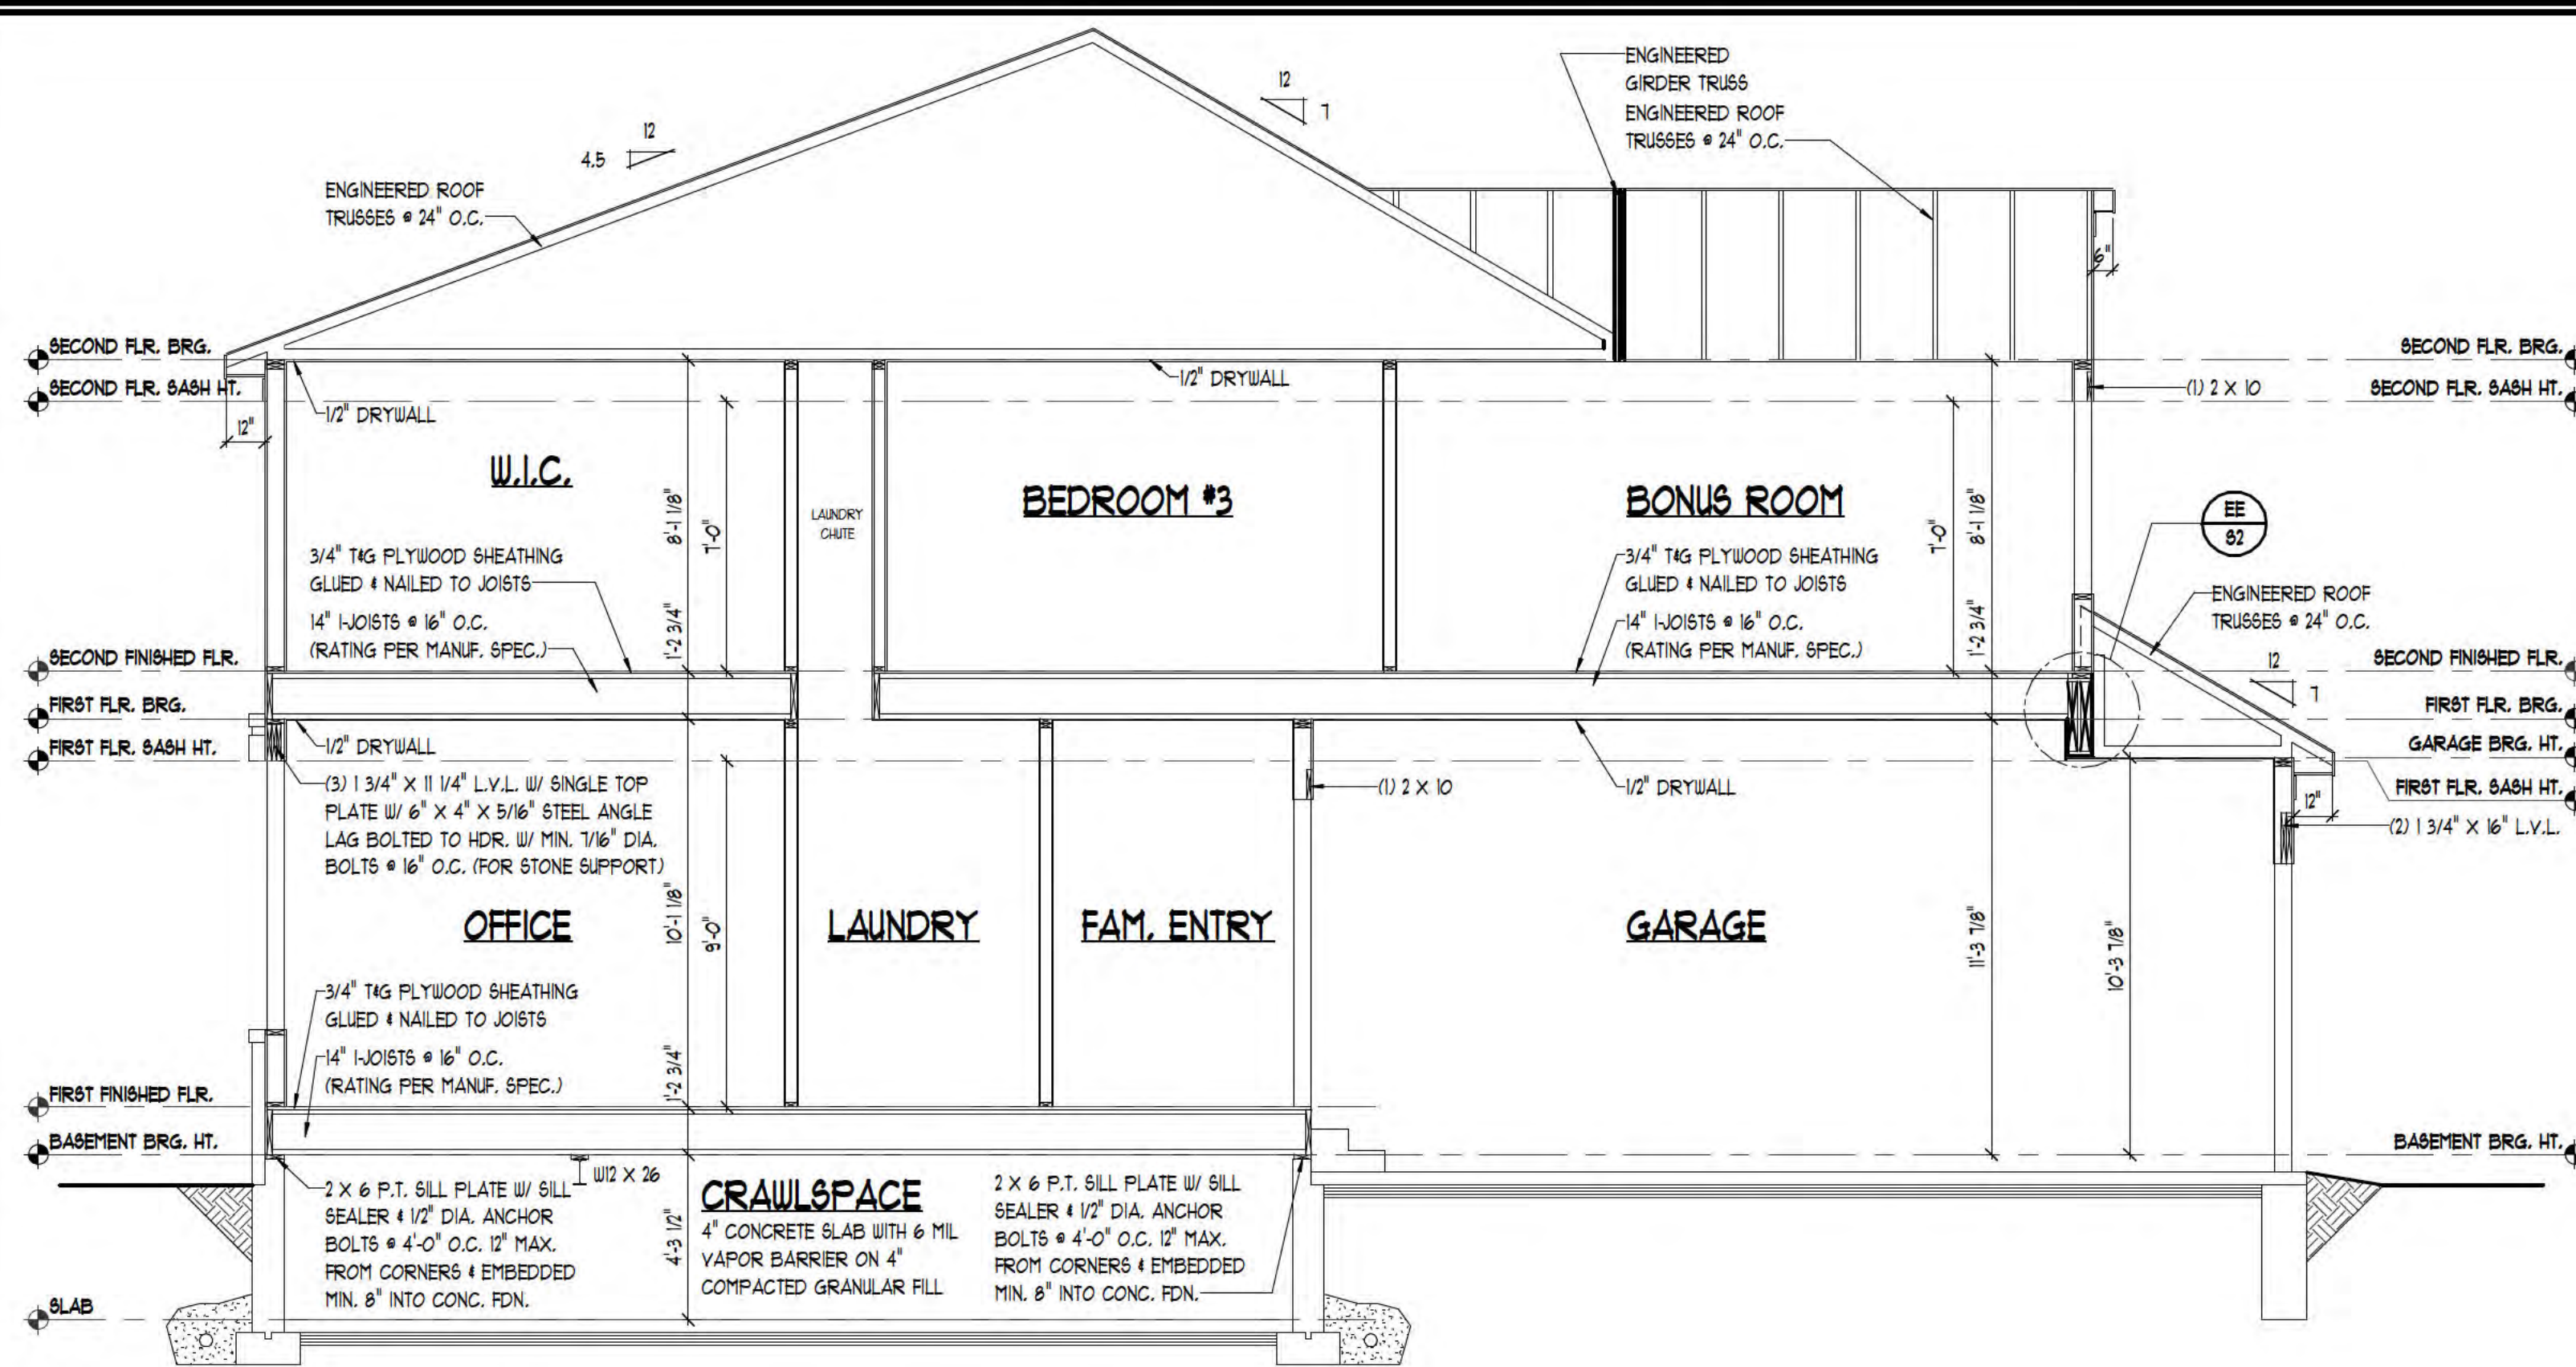 ENGINEERED
GIRDER TRUSS
ENGINEERED ROOF
TRUSSES @ 24" O.C.
12
7
12
4.5
ENGINEERED ROOF
TRUSSES @ 24" O.C.
6"
SECOND FLR. BRG.
SECOND FLR. BRG.
1/2" DRYWALL
(1) 2 X 10
SECOND FLR. SASH HT.
SECOND FLR. SASH HT.
1/2" DRYWALL
12"
W.I.C.
BEDROOM #3
BONUS ROOM
8'-1 1/8"
7'-0"
LAUNDRY
CHUTE
7'-0"
8'-1 1/8"
EE
S2
3/4" T&G PLYWOOD SHEATHING
GLUED & NAILED TO JOISTS
14" I-JOISTS @ 16" O.C.
(RATING PER MANUF. SPEC.)
1'-2 3/4"
3/4" T&G PLYWOOD SHEATHING
GLUED & NAILED TO JOISTS
14" I-JOISTS @ 16" O.C.
(RATING PER MANUF. SPEC.)
1'-2 3/4"
ENGINEERED ROOF
TRUSSES @ 24" O.C.
12
7
SECOND FINISHED FLR.
SECOND FINISHED FLR.
FIRST FLR. BRG.
FIRST FLR. BRG.
FIRST FLR. SASH HT.
1/2" DRYWALL
GARAGE BRG. HT.
(3) 1 3/4" X 11 1/4" L.V.L. W/ SINGLE TOP
PLATE W/ 6" X 4" X 5/16" STEEL ANGLE
LAG BOLTED TO HDR. W/ MIN. 7/16" DIA.
BOLTS @ 16" O.C. (FOR STONE SUPPORT)
(1) 2 X 10
1/2" DRYWALL
FIRST FLR. SASH HT.
12"
(2) 1 3/4" X 16" L.V.L.
OFFICE
10'-1 1/8"
9'-0"
LAUNDRY
FAM. ENTRY
GARAGE
11'-3 7/8"
10'-3 7/8"
3/4" T&G PLYWOOD SHEATHING
GLUED & NAILED TO JOISTS
14" I-JOISTS @ 16" O.C.
(RATING PER MANUF. SPEC.)
1'-2 3/4"
FIRST FINISHED FLR.
BASEMENT BRG. HT.
BASEMENT BRG. HT.
2 X 6 P.T. SILL PLATE W/ SILL
SEALER & 1/2" DIA. ANCHOR
BOLTS @ 4'-0" O.C. 12" MAX.
FROM CORNERS & EMBEDDED
MIN. 8" INTO CONC. FDN.
W12 X 26
4'-3 1/2"
CRAWLSPACE
4" CONCRETE SLAB WITH 6 MIL
VAPOR BARRIER ON 4"
COMPACTED GRANULAR FILL
2 X 6 P.T. SILL PLATE W/ SILL
SEALER & 1/2" DIA. ANCHOR
BOLTS @ 4'-0" O.C. 12" MAX.
FROM CORNERS & EMBEDDED
MIN. 8" INTO CONC. FDN.
SLAB